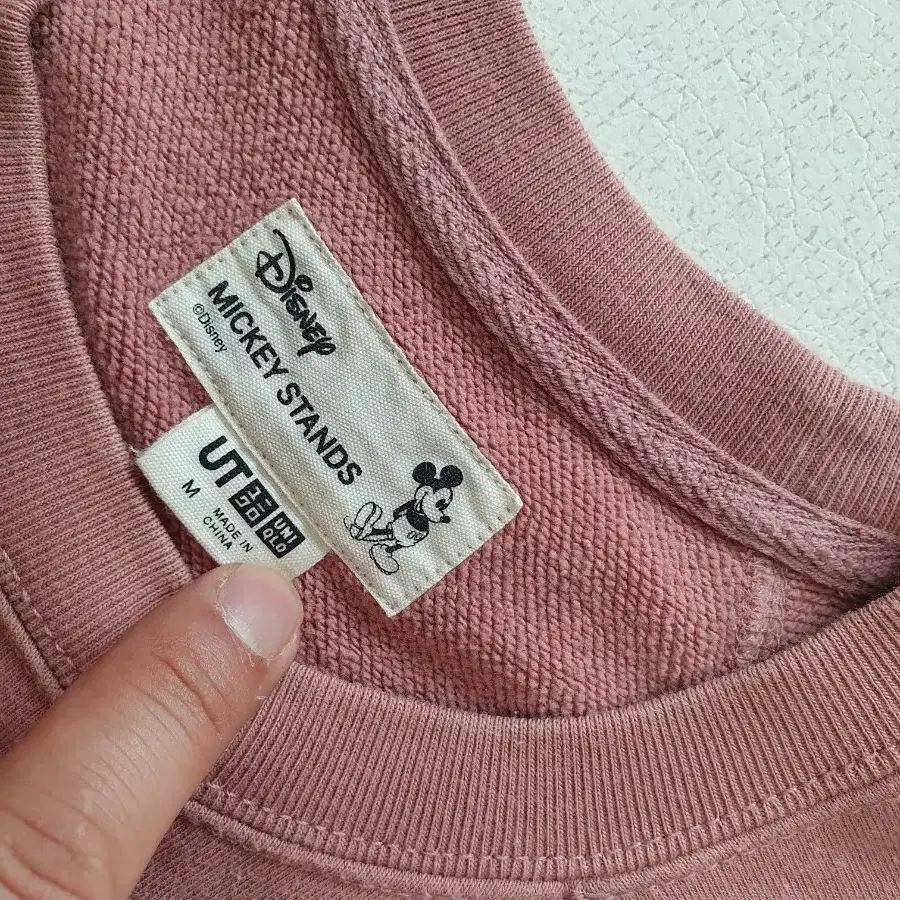 Disney
MICKEY STANDS
©Disney
UT
ユニクロ
UNI
QLO
M
MADE IN
CHINA